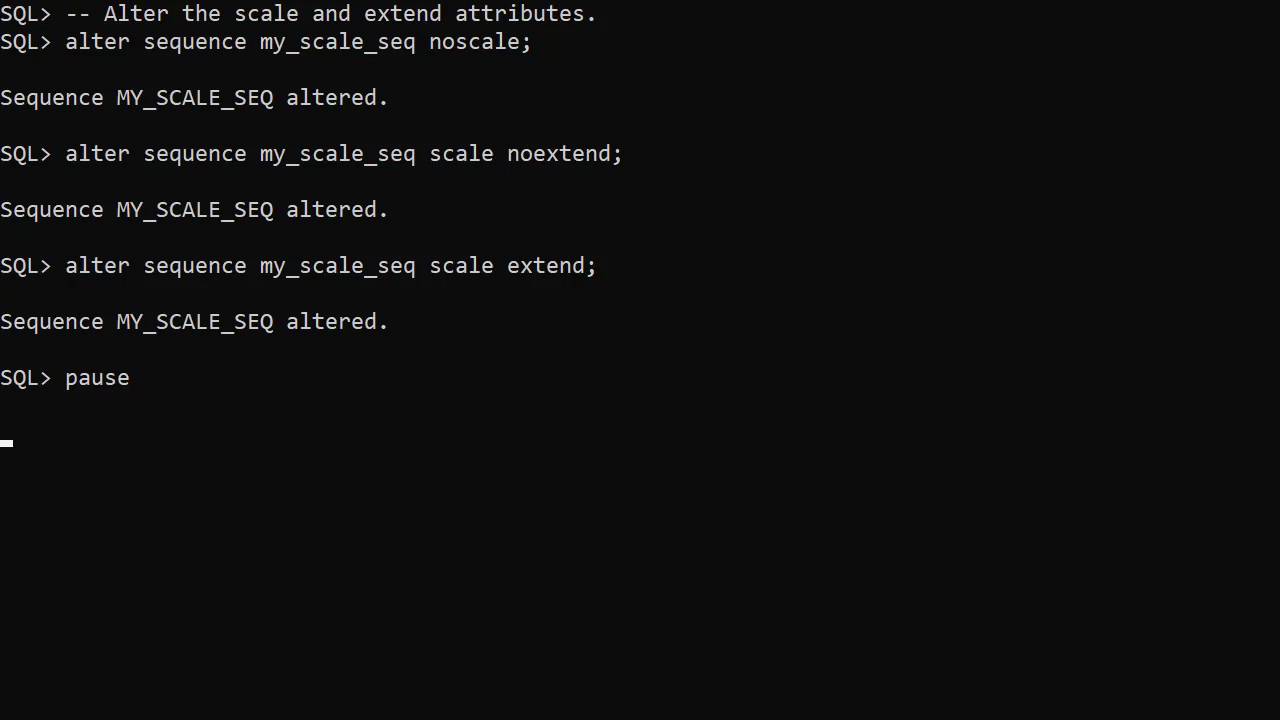 SQL> -- Alter the scale and extend attributes.
SQL> alter sequence my_scale_seq noscale;
Sequence MY_SCALE_SEQ altered.
SQL> alter sequence my_scale_seq scale noextend;
Sequence MY_SCALE_SEQ altered.
SQL> alter sequence my_scale_seq scale extend;
Sequence MY_SCALE_SEQ altered.
SQL> pause